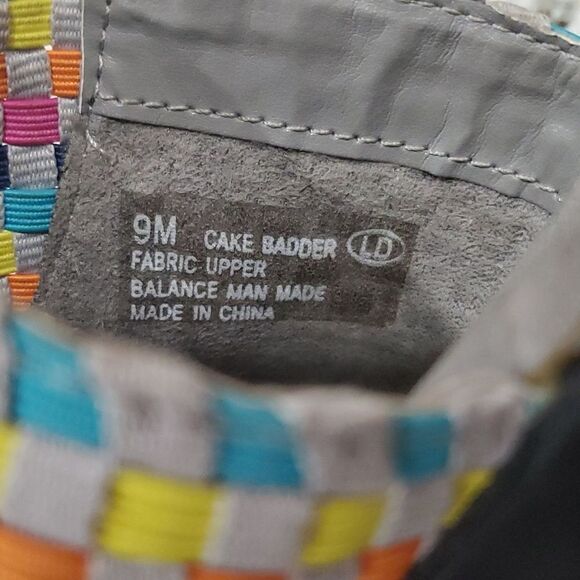 9M CAKE BADDER LD
FABRIC UPPER
BALANCE MAN MADE
MADE IN CHINA